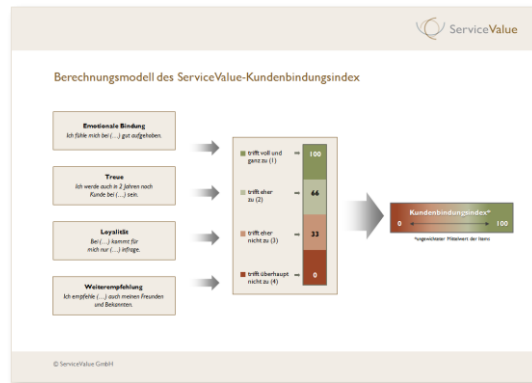 ServiceValue
Berechnungsmodell des ServiceValue-Kundenbindungsindex
Emotionale Bindung
Ich fühle mich bei (…) gut aufgehoben.
Treue
Ich werde auch in 2 Jahren noch
Kunde bei (…) sein.
Loyalität
Bei (…) kommt für
mich nur (…) infrage.
Weiterempfehlung
Ich empfehle (…) auch meinen Freunden
und Bekannten.
trifft voll und
ganz zu (1)
100
trifft eher
zu (2)
66
trifft eher
nicht zu (3)
33
trifft überhaupt
nicht zu (4)
0
Kundenbindungsindex*
0
100
*ungewichteter Mittelwert der Items
© ServiceValue GmbH